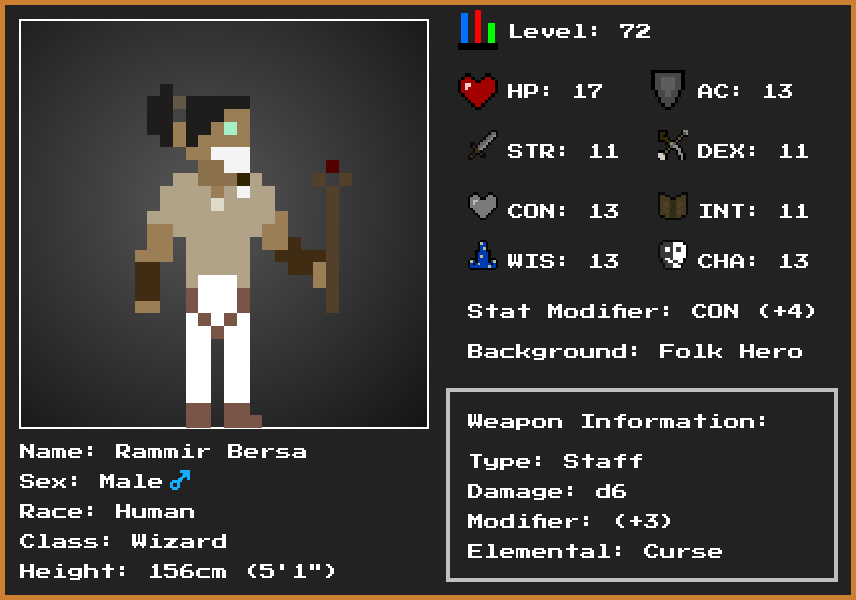 Level: 72
HP: 17
AC: 13
STR: 11
DEX: 11
CON: 13
INT: 11
WIS: 13
CHA: 13
Stat Modifier: CON (+4)
Background: Folk Hero
Weapon Information:
Type: Staff
Damage: d6
Modifier: (+3)
Elemental: Curse
Name: Rammir Bersa
Sex: Male♂
Race: Human
Class: Wizard
Height: 156cm (5'1")